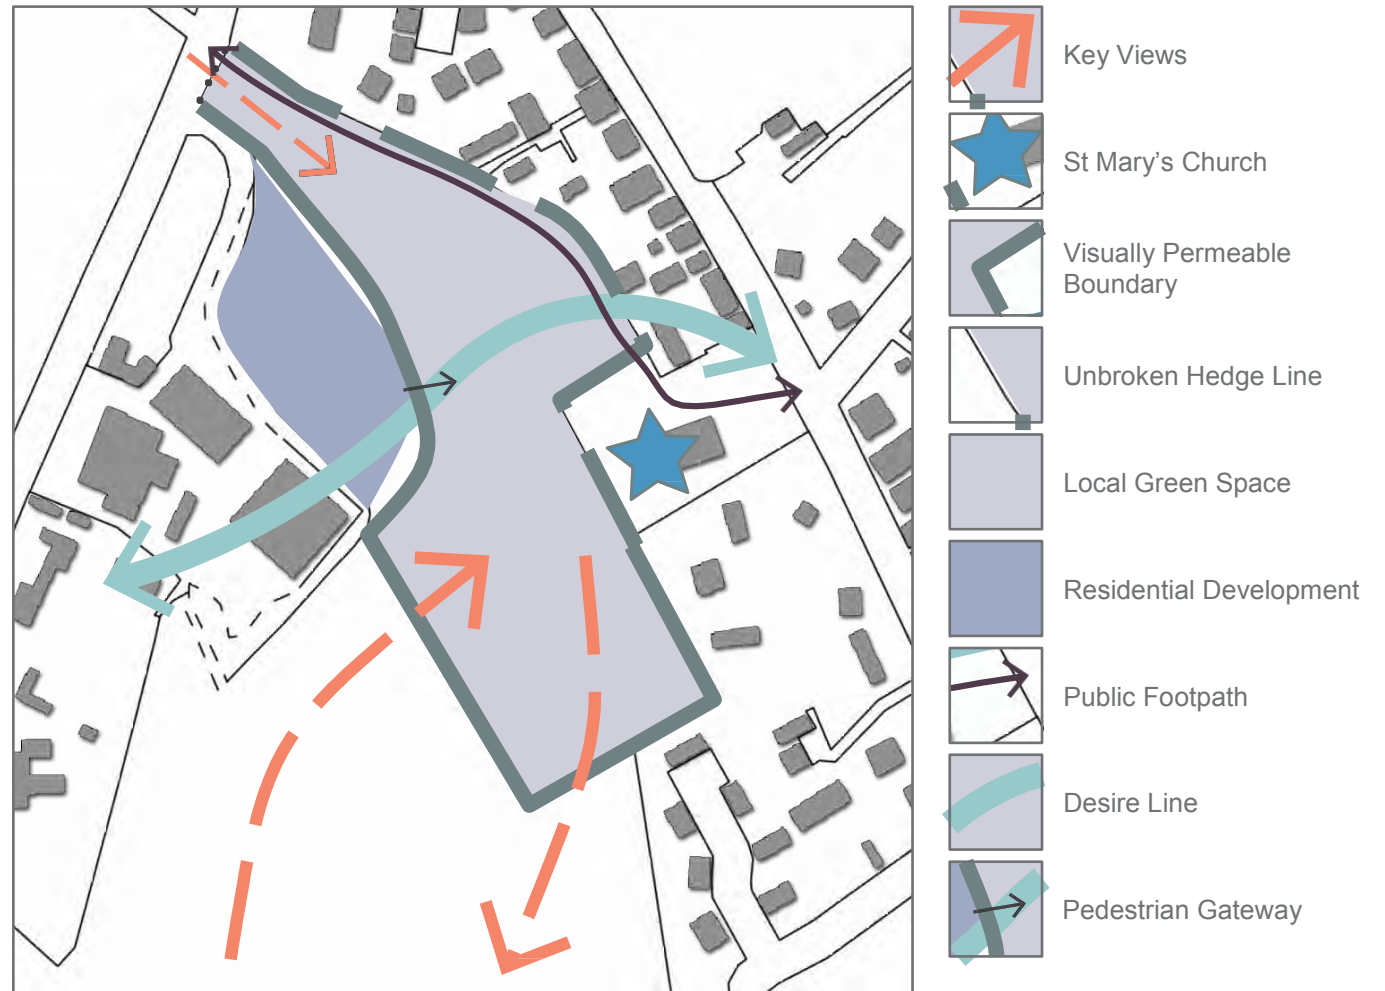 Key Views
St Mary's Church
Visually Permeable
Boundary
Unbroken Hedge Line
Local Green Space
Residential Development
Public Footpath
Desire Line
Pedestrian Gateway